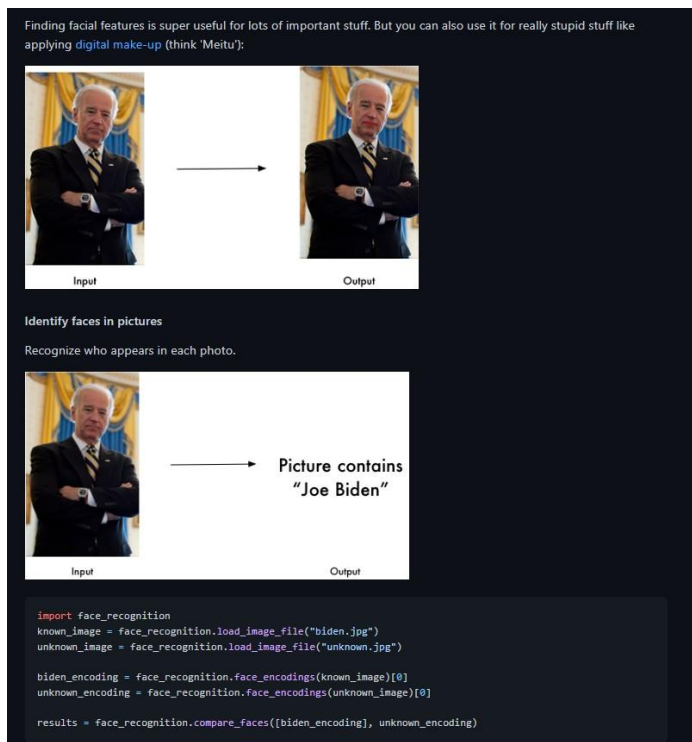 Finding facial features is super useful for lots of important stuff. But you can also use it for really stupid stuff like
applying digital make-up (think 'Meitu'):
Input
Output
Identify faces in pictures
Recognize who appears in each photo.
Picture contains
“Joe Biden”
Input
Output
import face_recognition
known_image = face_recognition.load_image_file("biden.jpg")
unknown_image = face_recognition.load_image_file("unknown.jpg")
biden_encoding = face_recognition.face_encodings(known_image)[0]
unknown_encoding = face_recognition.face_encodings(unknown_image)[0]
results = face_recognition.compare_faces([biden_encoding], unknown_encoding)